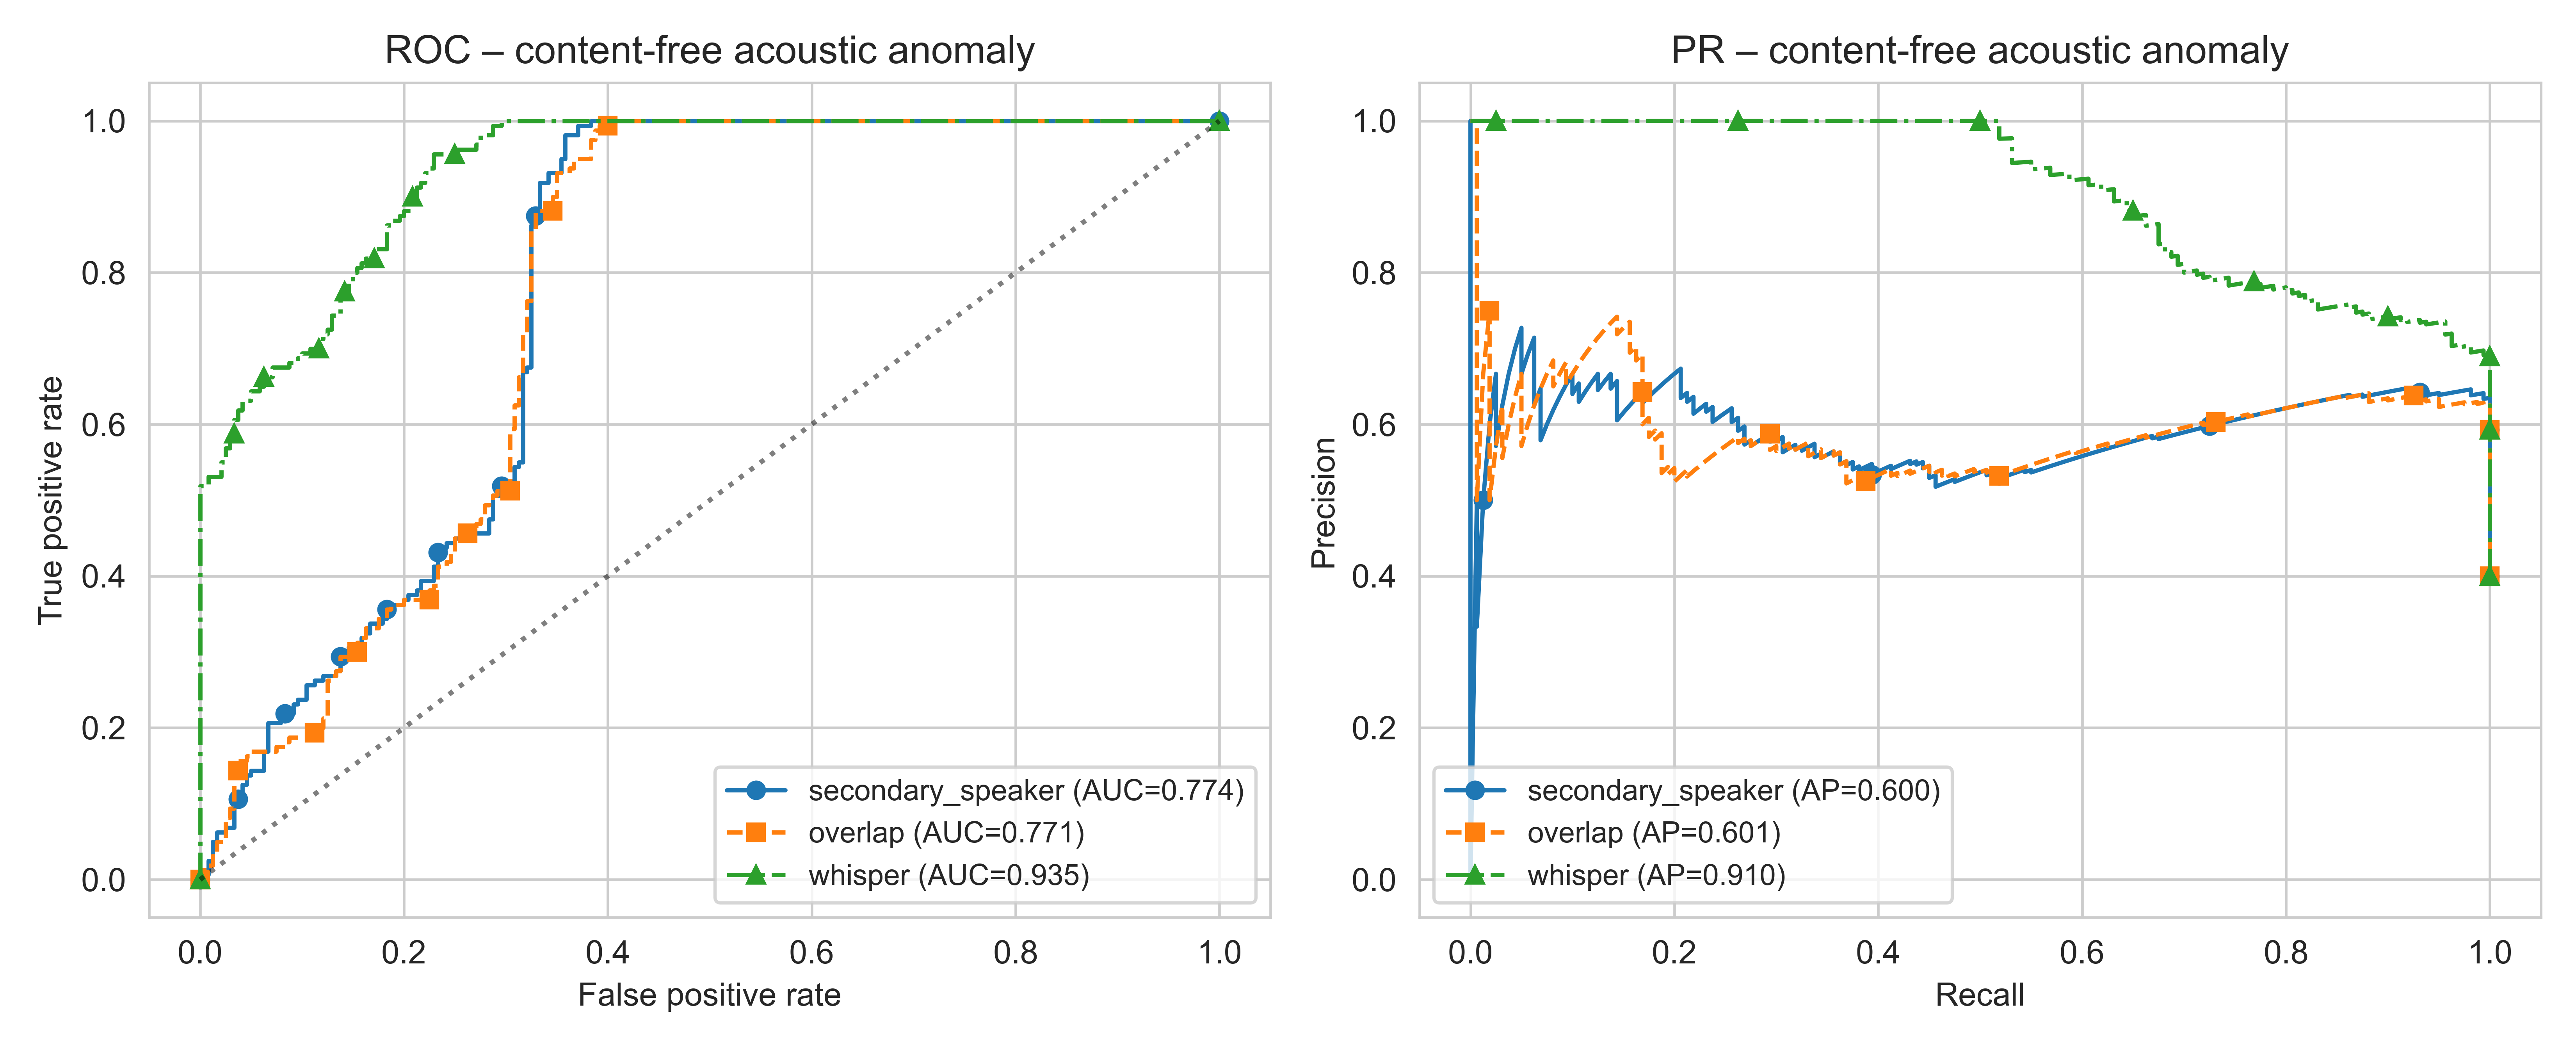 ROC – content-free acoustic anomaly
True positive rate
1.0
0.8
0.6
0.4
0.2
0.0
secondary_speaker (AUC=0.774)
overlap (AUC=0.771)
whisper (AUC=0.935)
0.0 0.2 0.4 0.6 0.8 1.0
False positive rate
PR – content-free acoustic anomaly
Precision
1.0
0.8
0.6
0.4
0.2
0.0
secondary_speaker (AP=0.600)
overlap (AP=0.601)
whisper (AP=0.910)
0.0 0.2 0.4 0.6 0.8 1.0
Recall